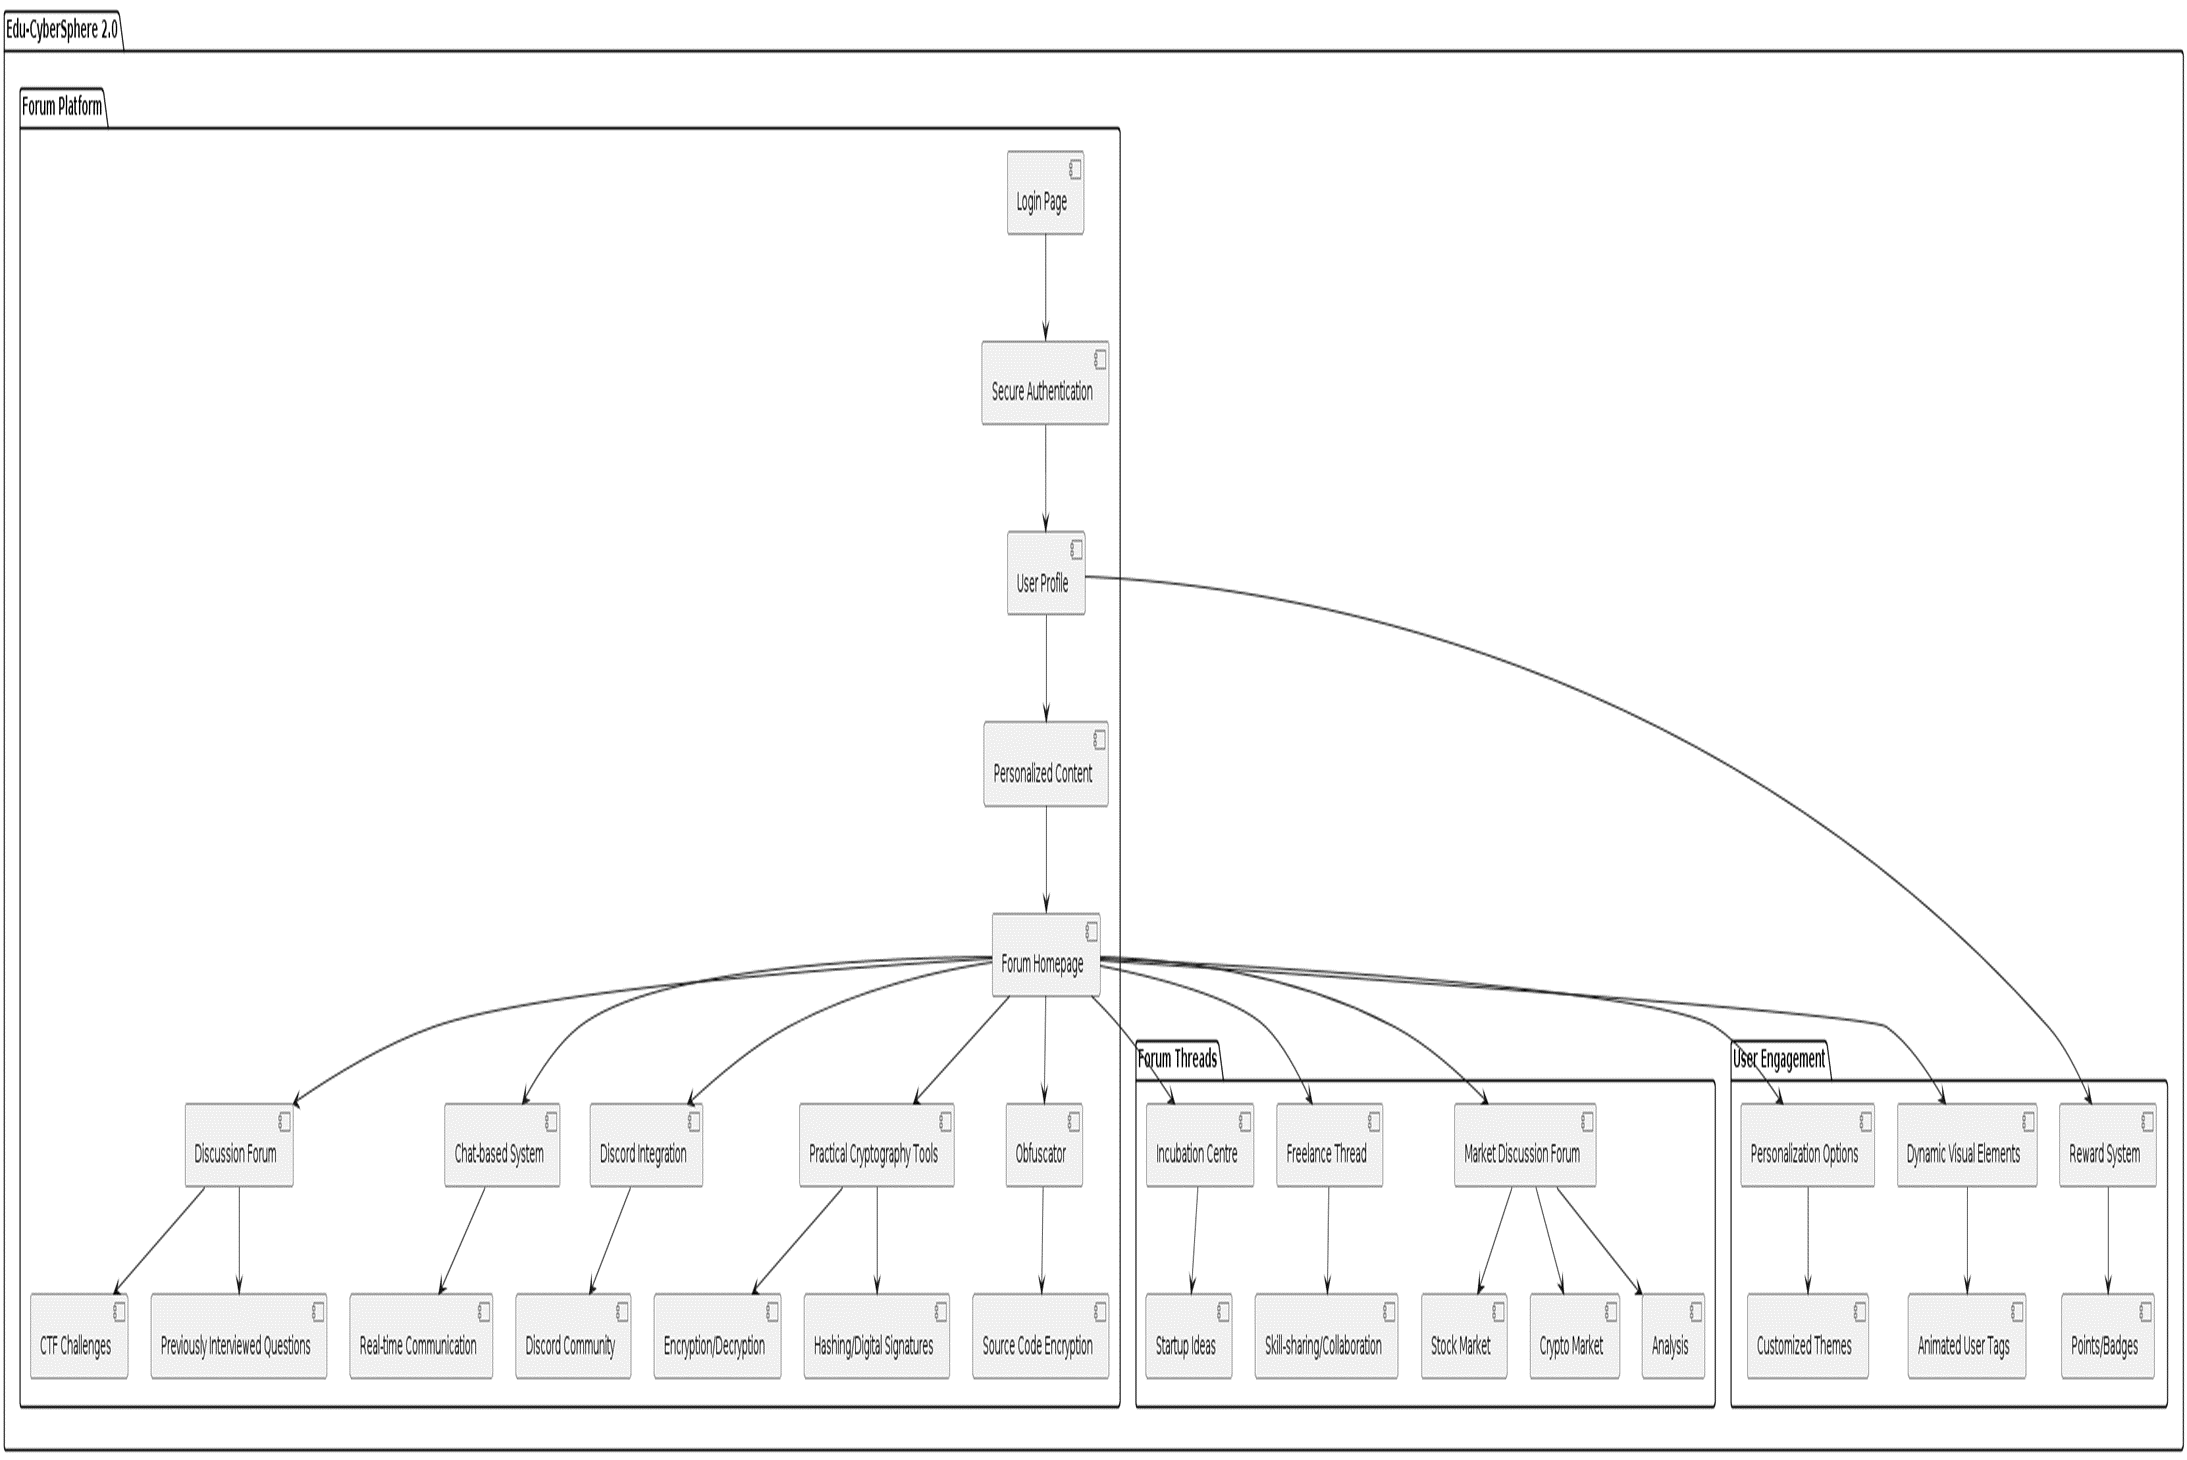 Edu-CyberSphere 2.0
Forum Platform
Login Page
Secure Authentication
User Profile
Personalized Content
Forum Homepage
Forum Threads
User Engagement
Discussion Forum
Chat-based System
Discord Integration
Practical Cryptography Tools
Obfuscator
Incubation Centre
Freelance Thread
Market Discussion Forum
Personalization Options
Dynamic Visual Elements
Reward System
CTF Challenges
Previously Interviewed Questions
Real-time Communication
Discord Community
Encryption/Decryption
Hashing/Digital Signatures
Source Code Encryption
Startup Ideas
Skill-sharing/Collaboration
Stock Market
Crypto Market
Analysis
Customized Themes
Animated User Tags
Points/Badges